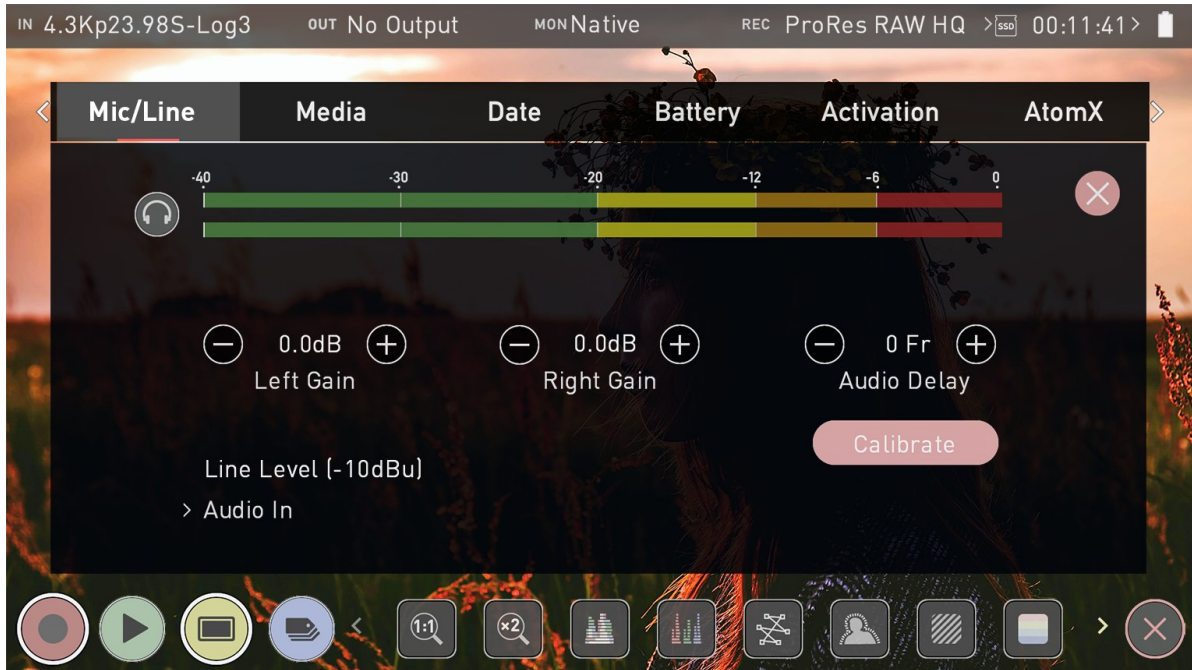 IN 4.3Kp23.98S-Log3 OUT No Output MON Native REC ProRes RAW HQ > SSD 00:11:41 >
< Mic/Line Media Date Battery Activation AtomX >
-40 -30 -20 -12 -6 0
0.0dB 0.0dB 0 Fr
Left Gain Right Gain Audio Delay
Calibrate
Line Level (-10dBu)
> Audio In
1:1 x2